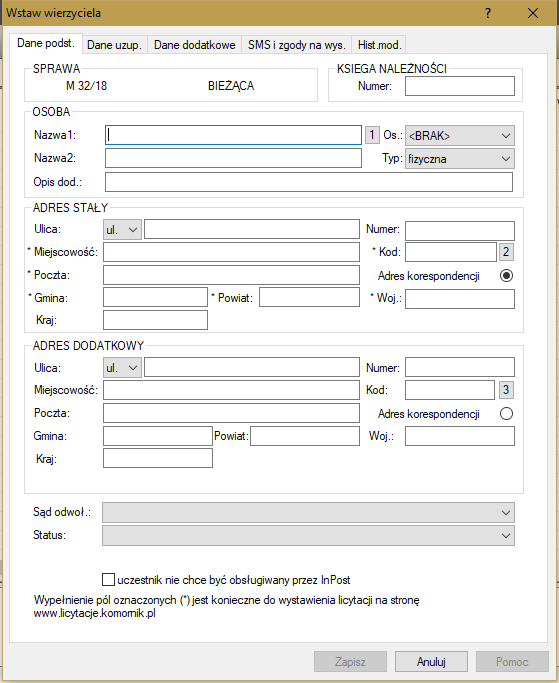 Wstaw wierzyciela ?
Dane podst. Dane uzup. Dane dodatkowe SMS i zgody na wys. Hist.mod.
SPRAWA KSIEGA NALEŻNOŚCI
M 32/18 BIEŻĄCA Numer:
OSOBA
Nazwa1: 1 Os.: <BRAK>
Nazwa2: Typ: fizyczna
Opis dod.:
ADRES STAŁY
Ulica: ul. Numer:
* Miejscowość: * Kod: 2
* Poczta: Adres korespondencji
* Gmina: * Powiat: * Woj.:
Kraj:
ADRES DODATKOWY
Ulica: ul. Numer:
Miejscowość: Kod: 3
Poczta: Adres korespondencji
Gmina: Powiat: Woj.:
Kraj:
Sąd odwoł.:
Status:
uczestnik nie chce być obsługiwany przez InPost
Wypełnienie pól oznaczonych (*) jest konieczne do wystawienia licytacji na stronę
www.licytacje.komornik.pl
Zapisz Anuluj Pomoc